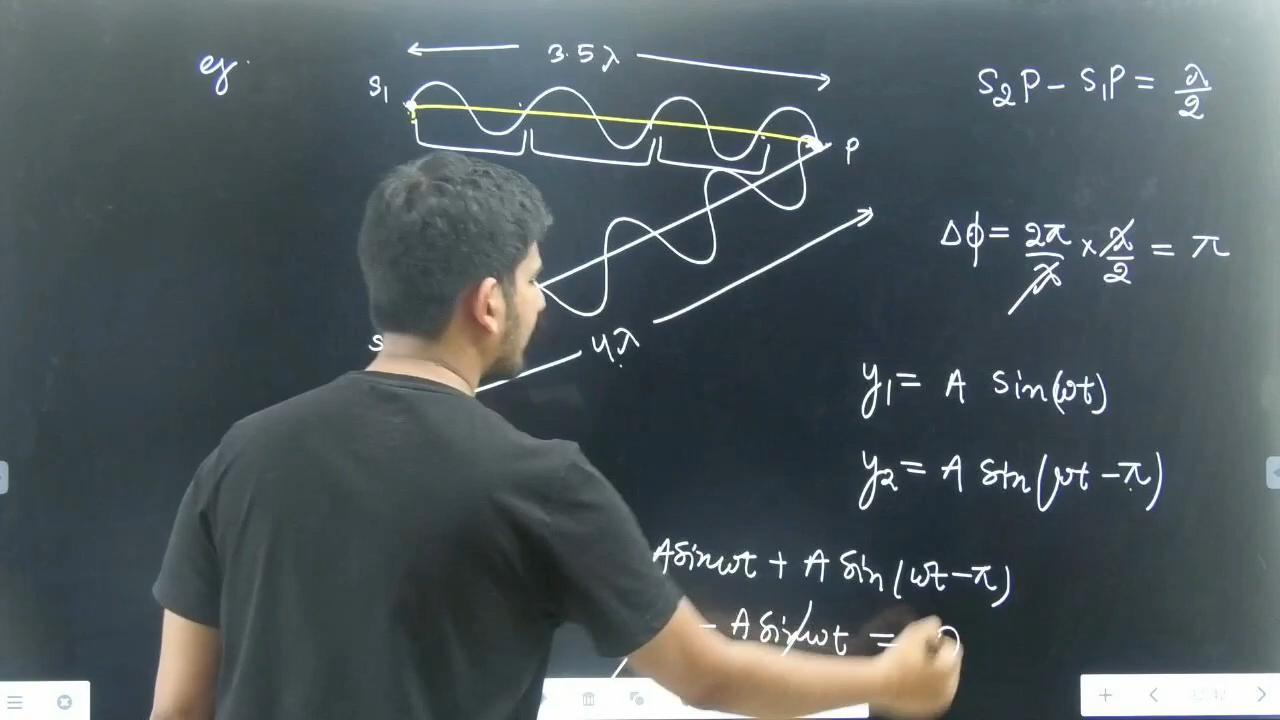 eg.
3.5λ
S₁
P
S
4λ
S₂P - S₁P = λ/2
Δϕ = 2π/λ × λ/2 = π
y₁ = A sin(ωt)
y₂ = A sin(ωt - π)
A sinωt + A sin(ωt - π)
- A sinωt = 0